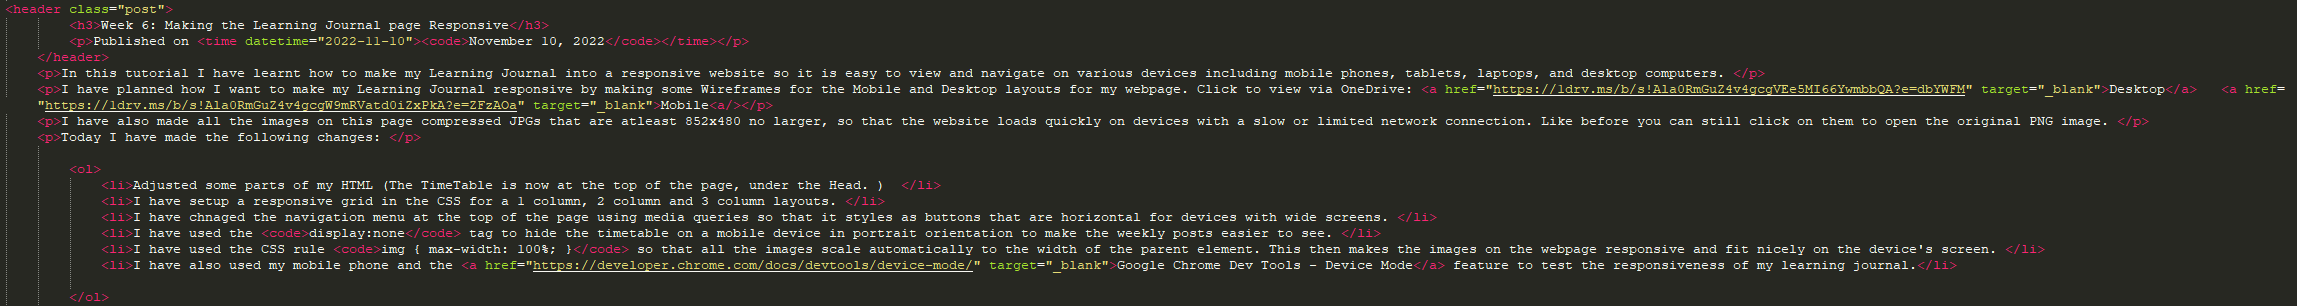 <header class="post">
<h3>Week 6: Making the Learning Journal page Responsive</h3>
<p>Published on <time datetime="2022-11-10"><code>November 10, 2022</code></time></p>
</header>
<p>In this tutorial I have learnt how to make my Learning Journal into a responsive website so it is easy to view and navigate on various devices including mobile phones, tablets, laptops, and desktop computers. </p>
<p>I have planned how I want to make my Learning Journal responsive by making some Wireframes for the Mobile and Desktop layouts for my webpage. Click to view via OneDrive: <a href="https://1drv.ms/b/s!Ala0RmGuZ4v4gcgVEe5MI66YwmbbQA?e=dbYWFM" target="_blank">Desktop</a>   <a href=
"https://1drv.ms/b/s!Ala0RmGuZ4v4gcgW9mRVatd0iZxPkA?e=ZFzAOa" target="_blank">Mobile<a/></p>
<p>I have also made all the images on this page compressed JPGs that are atleast 852x480 no larger, so that the website loads quickly on devices with a slow or limited network connection. Like before you can still click on them to open the original PNG image. </p>
<p>Today I have made the following changes: </p>
<ol>
<li>Adjusted some parts of my HTML (The TimeTable is now at the top of the page, under the Head. )  </li>
<li>I have setup a responsive grid in the CSS for a 1 column, 2 column and 3 column layouts. </li>
<li>I have chnaged the navigation menu at the top of the page using media queries so that it styles as buttons that are horizontal for devices with wide screens. </li>
<li>I have used the <code>display:none</code> tag to hide the timetable on a mobile device in portrait orientation to make the weekly posts easier to see. </li>
<li>I have used the CSS rule <code>img { max-width: 100%; }</code> so that all the images scale automatically to the width of the parent element. This then makes the images on the webpage responsive and fit nicely on the device's screen. </li>
<li>I have also used my mobile phone and the <a href="https://developer.chrome.com/docs/devtools/device-mode/" target="_blank">Google Chrome Dev Tools - Device Mode</a> feature to test the responsiveness of my learning journal.</li>
</ol>